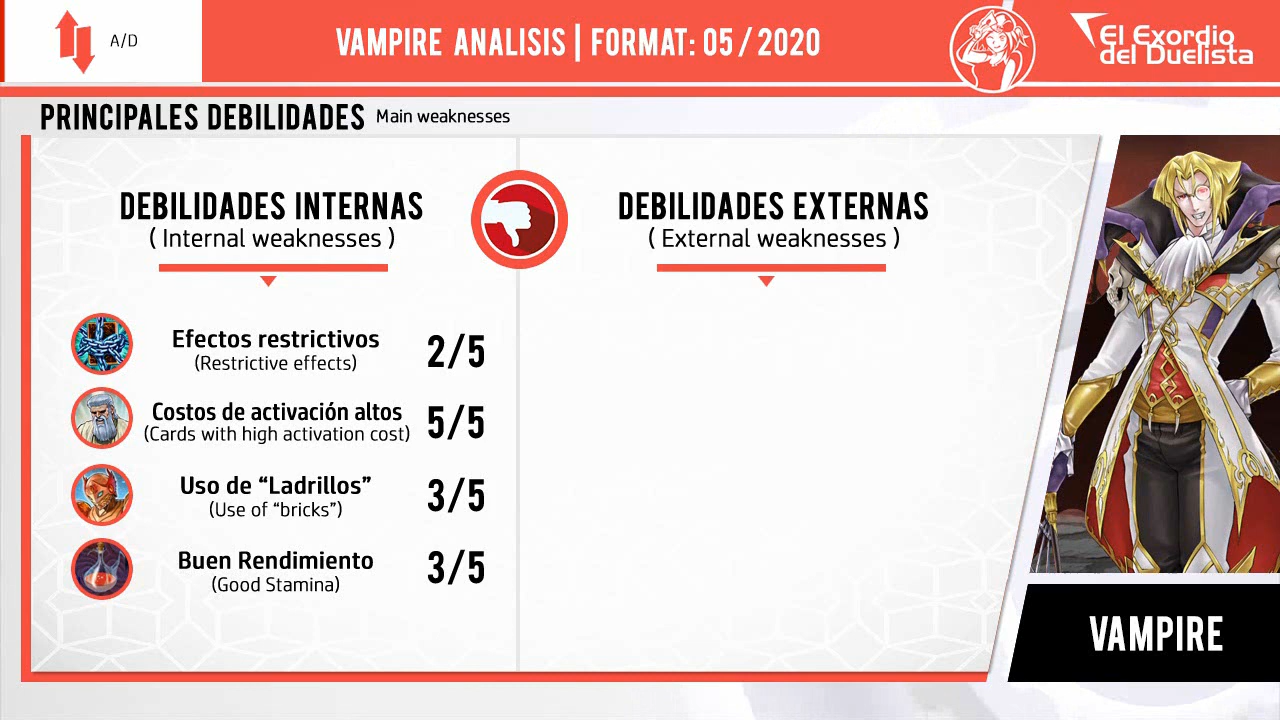 A/D
VAMPIRE ANALISIS | FORMAT: 05 / 2020
El Exordio
del Duelista
PRINCIPALES DEBILIDADES Main weaknesses
DEBILIDADES INTERNAS
( Internal weaknesses )
DEBILIDADES EXTERNAS
( External weaknesses )
Efectos restrictivos
(Restrictive effects)
2/5
Costos de activación altos
(Cards with high activation cost)
5/5
Uso de “Ladrillos”
(Use of “bricks”)
3/5
Buen Rendimiento
(Good Stamina)
3/5
VAMPIRE